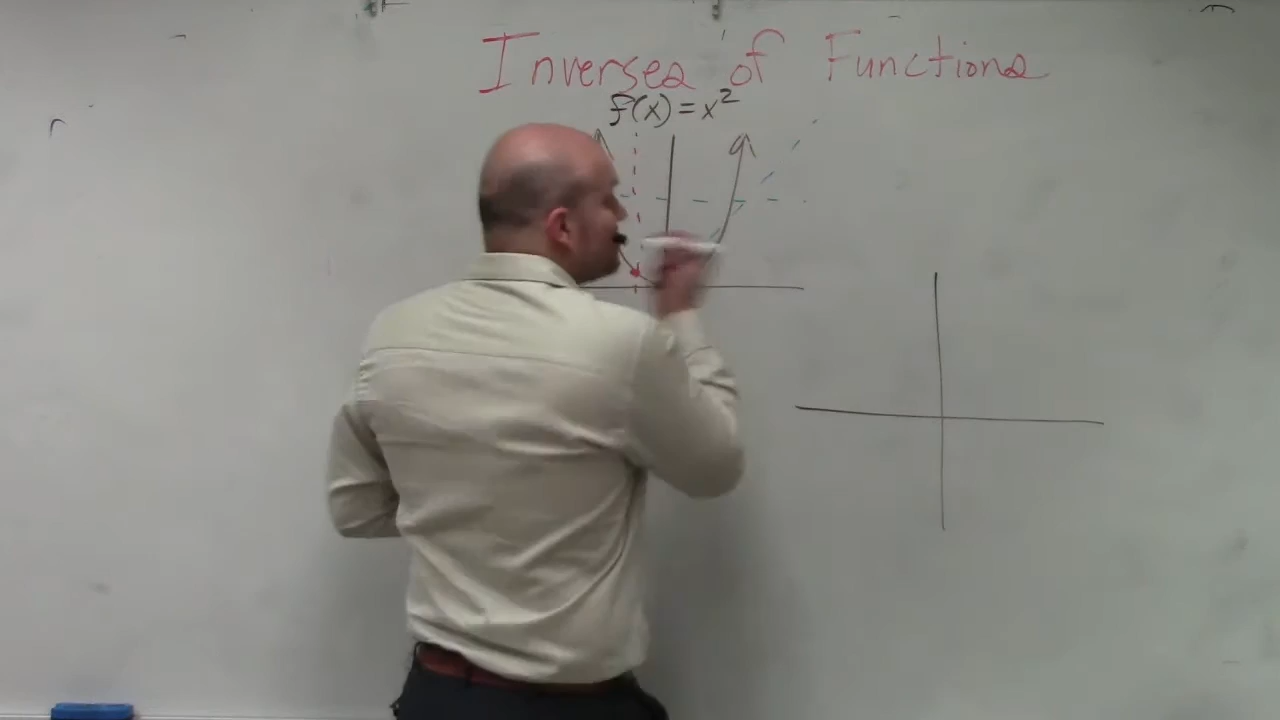 Inverses of Functions
f(x) = x²